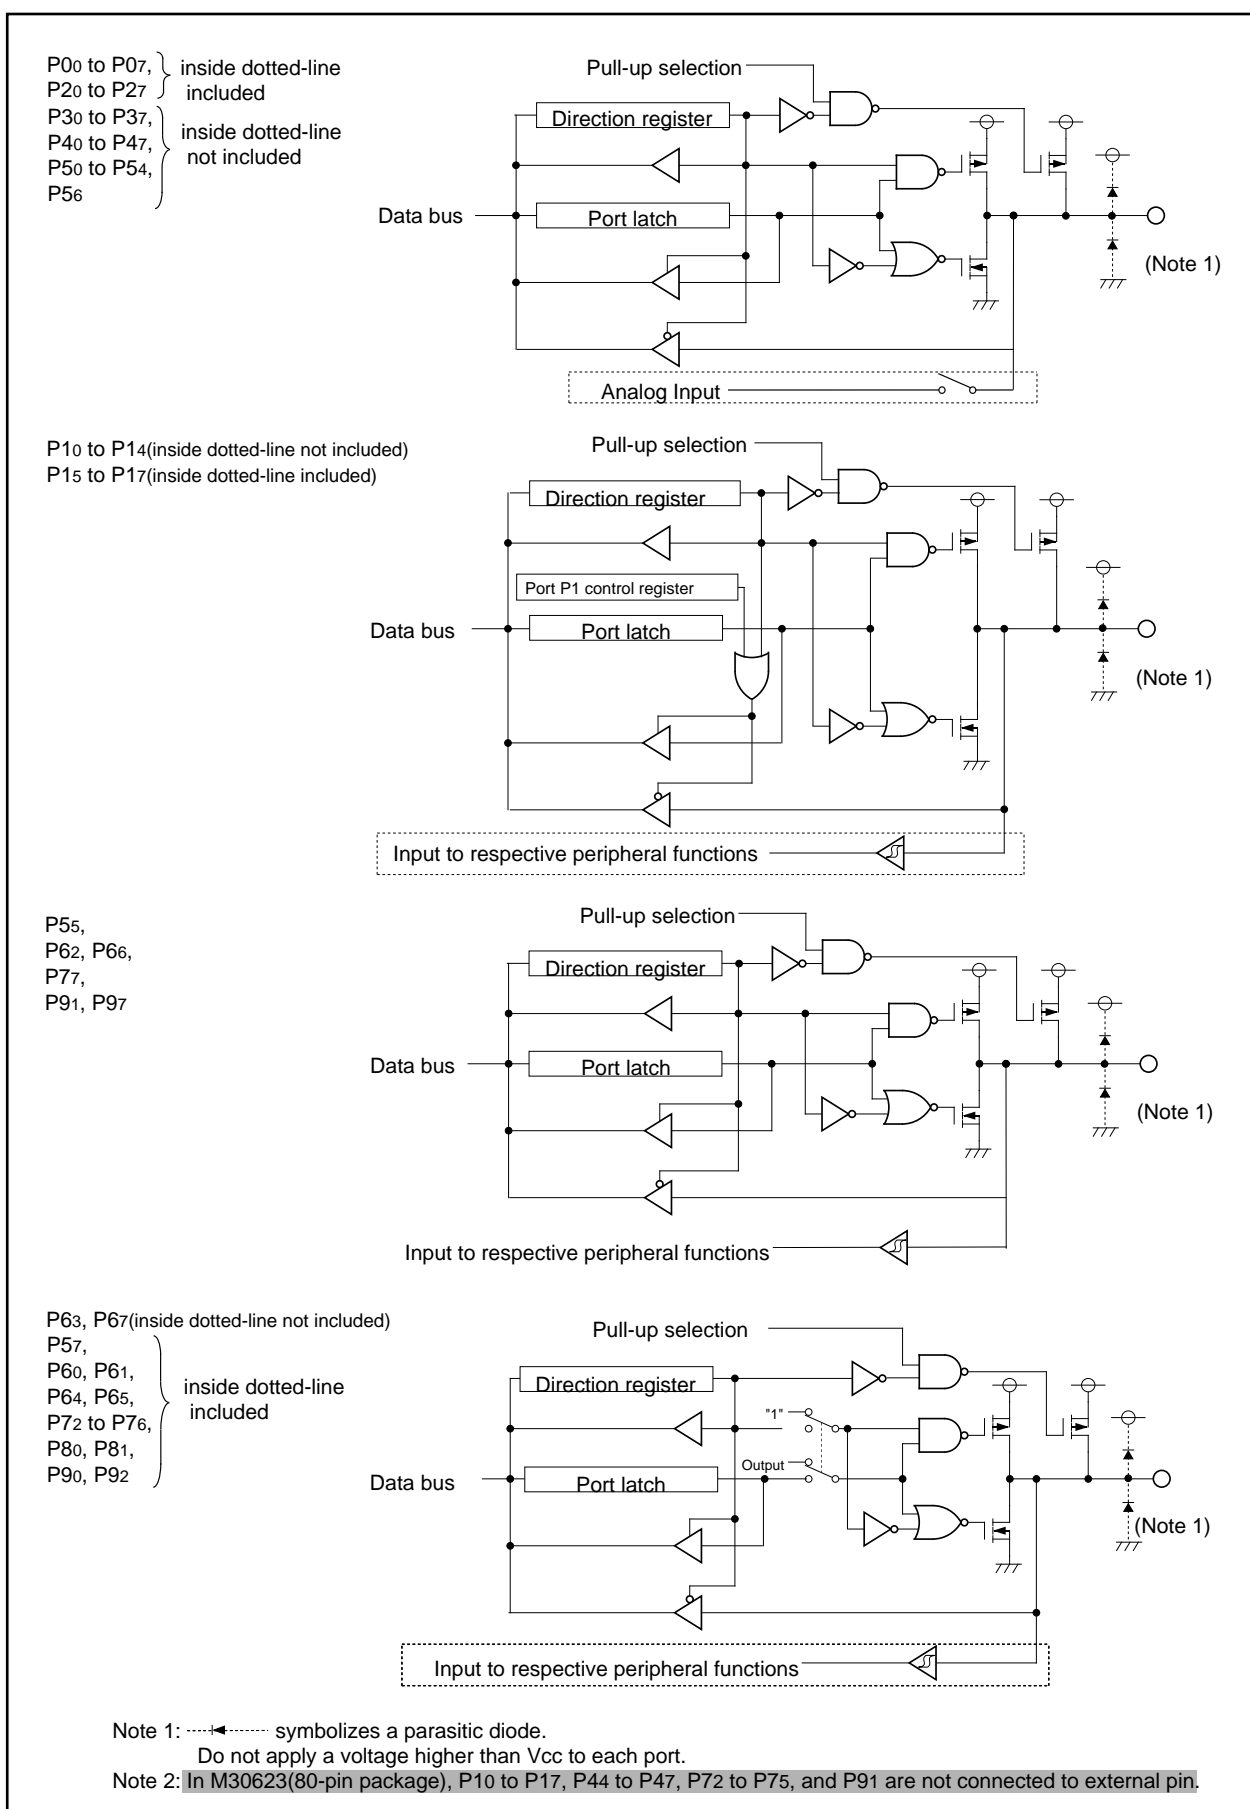 P00 to P07,
P20 to P27
inside dotted-line
included
P30 to P37,
P40 to P47,
P50 to P54,
P56
inside dotted-line
not included
Pull-up selection
Direction register
Data bus
Port latch
(Note 1)
Analog Input
P10 to P14(inside dotted-line not included)
P15 to P17(inside dotted-line included)
Pull-up selection
Direction register
Port P1 control register
Data bus
Port latch
(Note 1)
Input to respective peripheral functions
P55,
P62, P66,
P77,
P91, P97
Pull-up selection
Direction register
Data bus
Port latch
(Note 1)
Input to respective peripheral functions
P63, P67(inside dotted-line not included)
P57,
P60, P61,
P64, P65,
P72 to P76,
P80, P81,
P90, P92
inside dotted-line
included
Pull-up selection
Direction register
"1"
Output
Data bus
Port latch
(Note 1)
Input to respective peripheral functions
Note 1: symbolizes a parasitic diode.
Do not apply a voltage higher than Vcc to each port.
Note 2: In M30623(80-pin package), P10 to P17, P44 to P47, P72 to P75, and P91 are not connected to external pin.